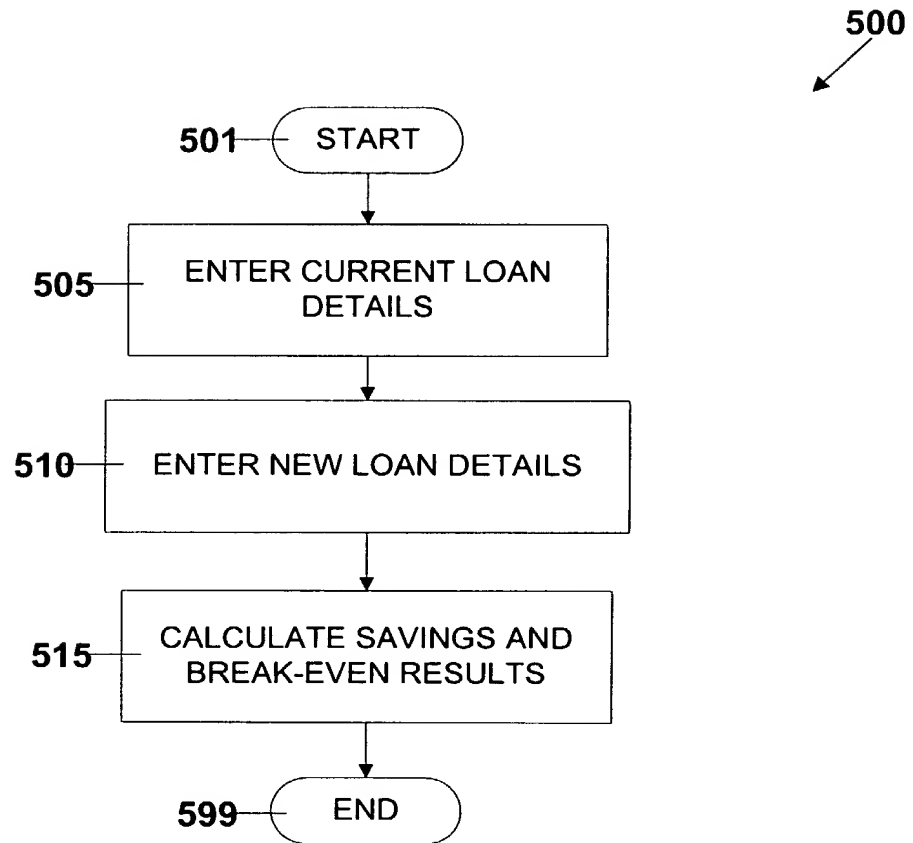 500
501 START
505 ENTER CURRENT LOAN
DETAILS
510 ENTER NEW LOAN DETAILS
515 CALCULATE SAVINGS AND
BREAK-EVEN RESULTS
599 END